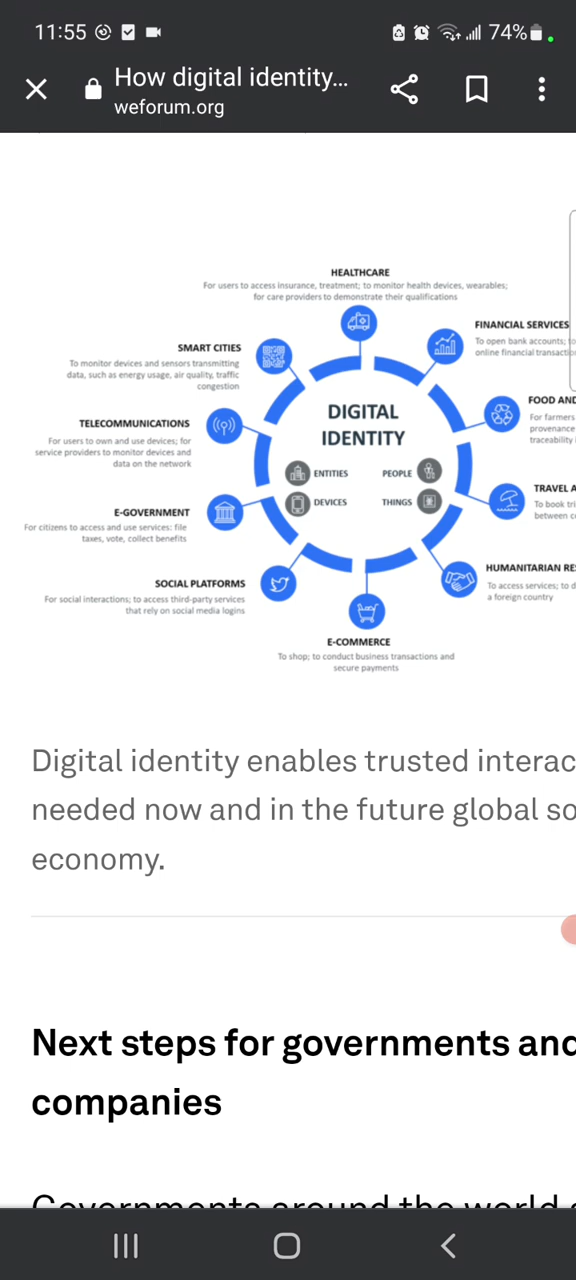 11:55
74%
How digital identity...
weforum.org
HEALTHCARE
For users to access insurance, treatment; to monitor health devices, wearables;
for care providers to demonstrate their qualifications
FINANCIAL SERVICES
To open bank accounts;
online financial
SMART CITIES
To monitor devices and sensors transmitting
data, such as energy usage, air quality, traffic
congestion
FOOD AND
For farmers
provenance
traceability
TELECOMMUNICATIONS
For users to own and use devices; for
service providers to monitor devices and
data on the network
DIGITAL
IDENTITY
ENTITIES
PEOPLE
DEVICES
THINGS
TRAVEL A
To book tri
between c
E-GOVERNMENT
For citizens to access and use services: file
taxes, vote, collect benefits
HUMANITARIAN RES
To access services; to d
a foreign country
SOCIAL PLATFORMS
For social interactions; to access third-party services
that rely on social media logins
E-COMMERCE
To shop; to conduct business transactions and
secure payments
Digital identity enables trusted interac
needed now and in the future global so
economy.
Next steps for governments and
companies
Governments around the world